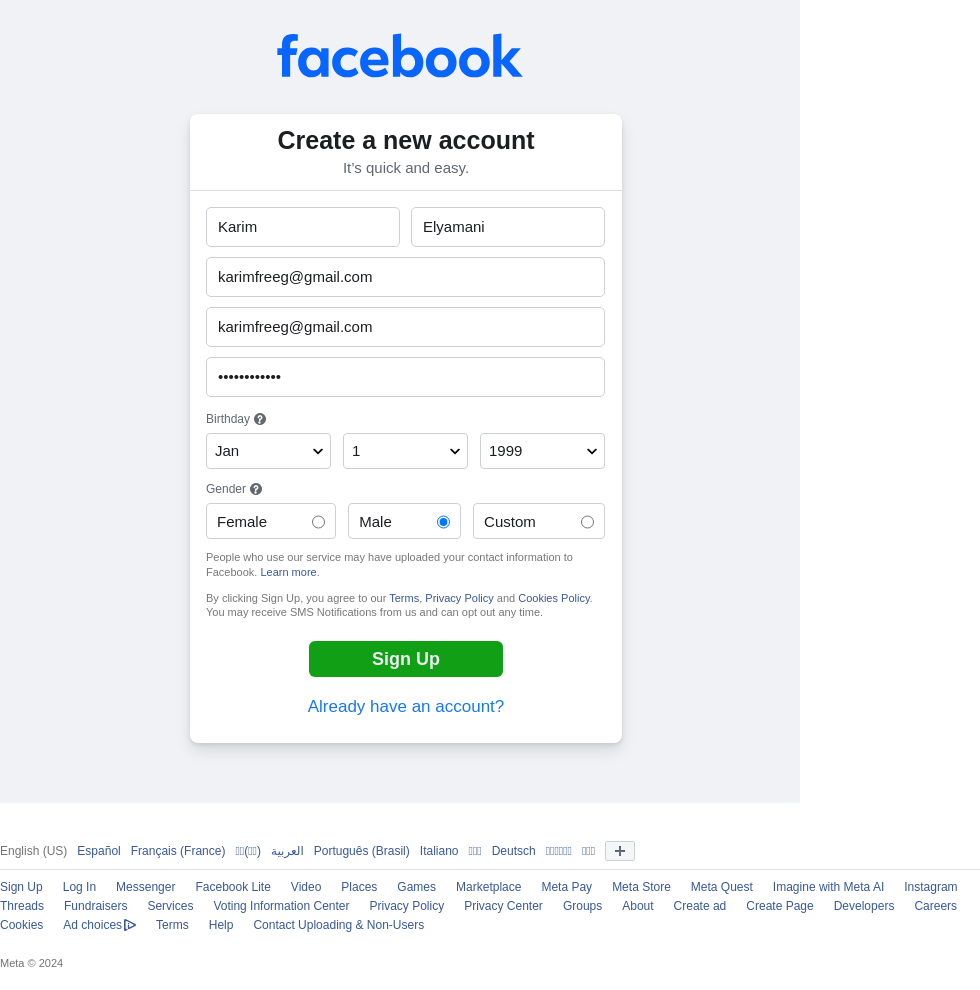 facebook
Create a new account
It’s quick and easy.
Karim Elyamani
karimfreeg@gmail.com
karimfreeg@gmail.com
••••••••••••
Birthday
Jan 1 1999
Gender
Female Male Custom
People who use our service may have uploaded your contact information to
Facebook. Learn more.
By clicking Sign Up, you agree to our Terms, Privacy Policy and Cookies Policy.
You may receive SMS Notifications from us and can opt out any time.
Sign Up
Already have an account?
English (US) Español Français (France) العربية Português (Brasil) Italiano Deutsch
Sign Up Log In Messenger Facebook Lite Video Places Games Marketplace Meta Pay Meta Store Meta Quest Imagine with Meta AI Instagram
Threads Fundraisers Services Voting Information Center Privacy Policy Privacy Center Groups About Create ad Create Page Developers Careers
Cookies Ad choices Terms Help Contact Uploading & Non-Users
Meta © 2024